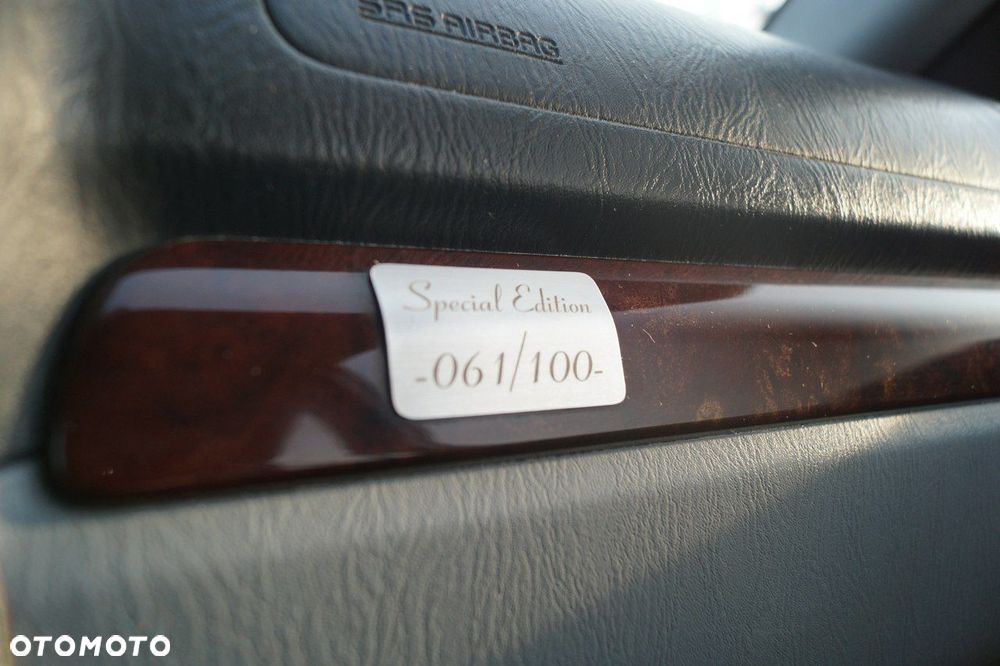 SRS AIRBAG
Special Edition
-061/100-
OTOMOTO